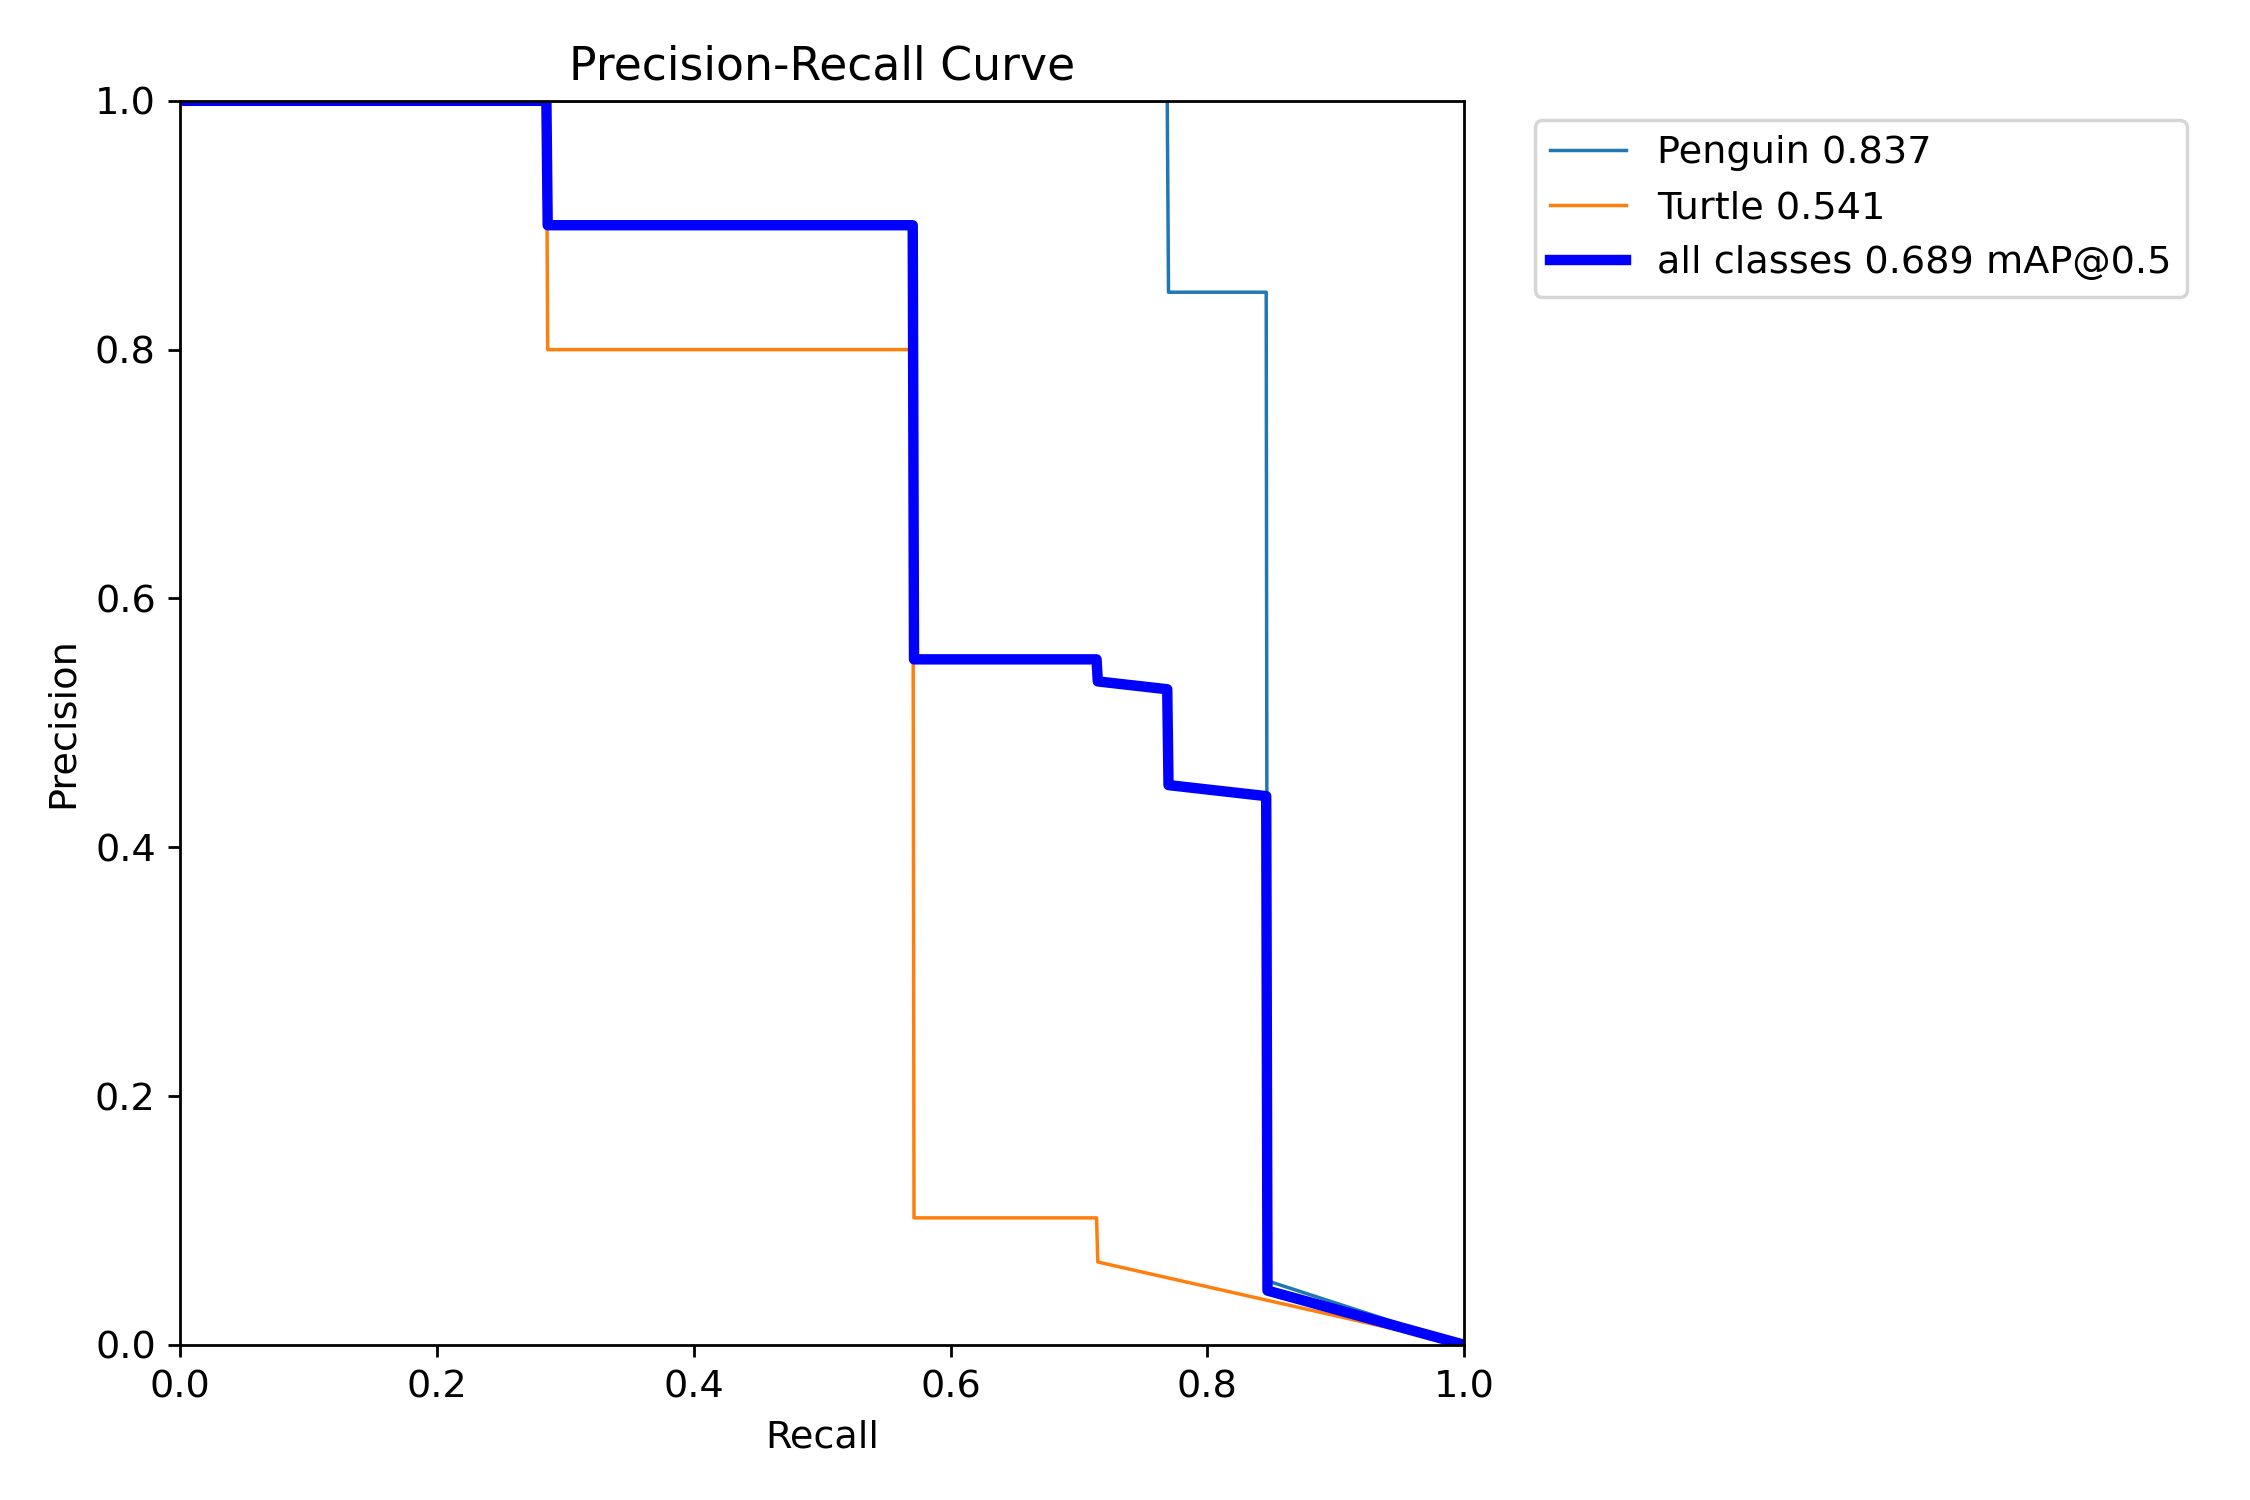 Precision-Recall Curve
1.0
0.8
0.6
0.4
0.2
0.0
Precision
0.0 0.2 0.4 0.6 0.8 1.0
Recall
Penguin 0.837
Turtle 0.541
all classes 0.689 mAP@0.5